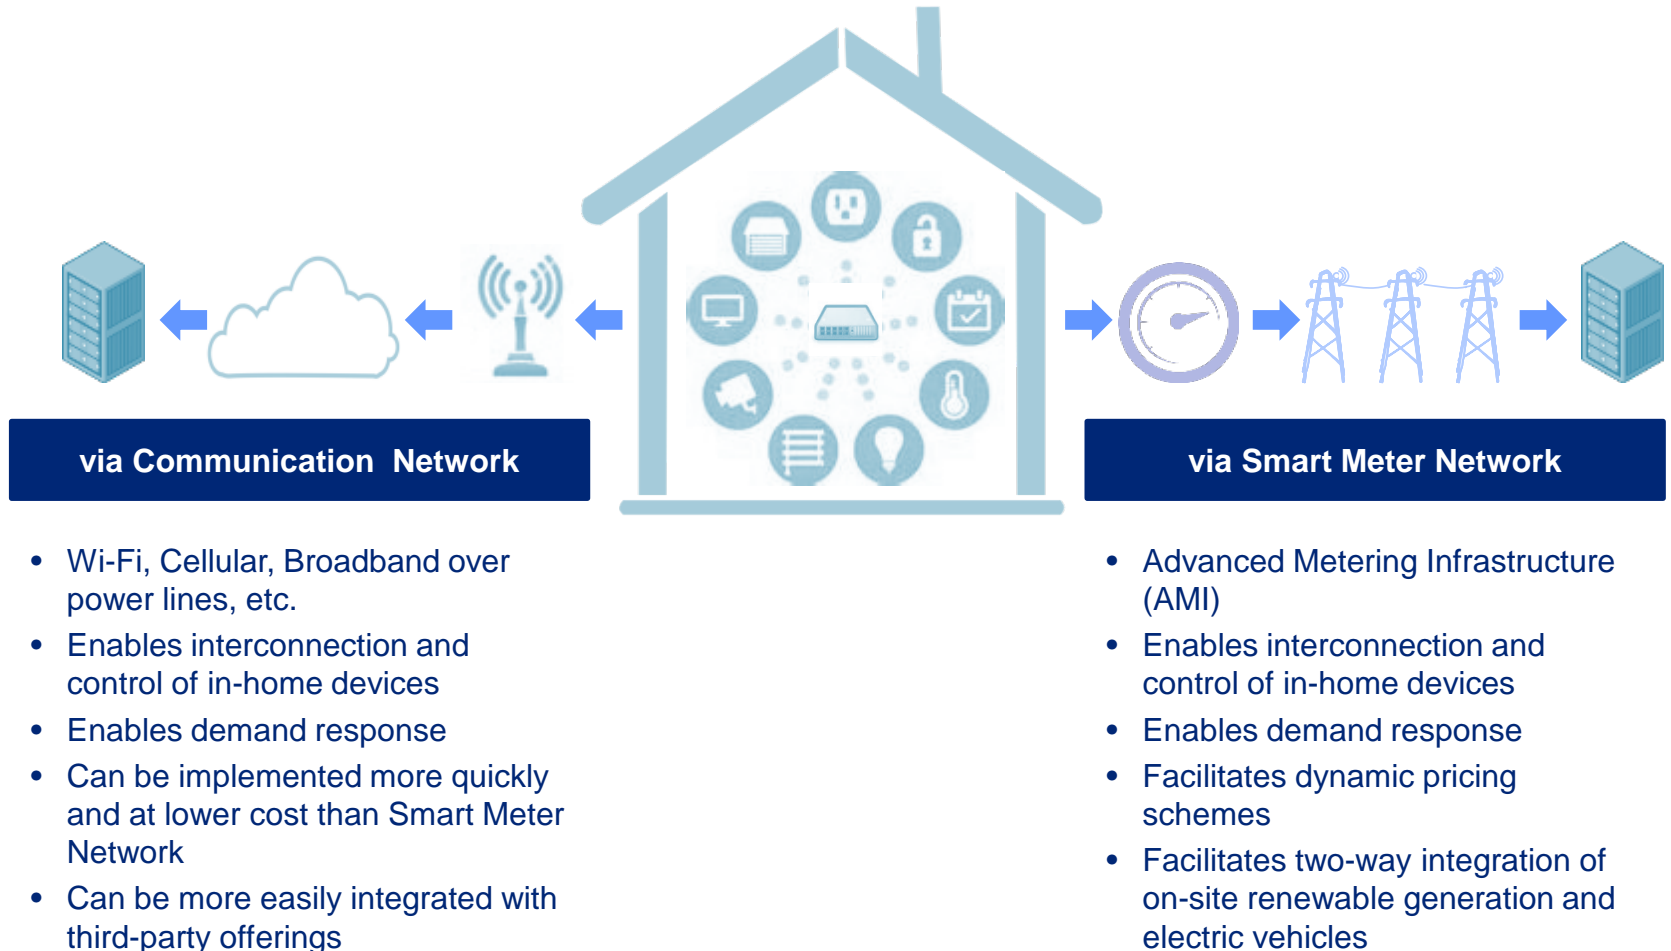 via Communication  Network
• Wi-Fi, Cellular, Broadband over
power lines, etc.
• Enables interconnection and
control of in-home devices
• Enables demand response
• Can be implemented more quickly
and at lower cost than Smart Meter
Network
• Can be more easily integrated with
third-party offerings
via Smart Meter Network
• Advanced Metering Infrastructure
(AMI)
• Enables interconnection and
control of in-home devices
• Enables demand response
• Facilitates dynamic pricing
schemes
• Facilitates two-way integration of
on-site renewable generation and
electric vehicles